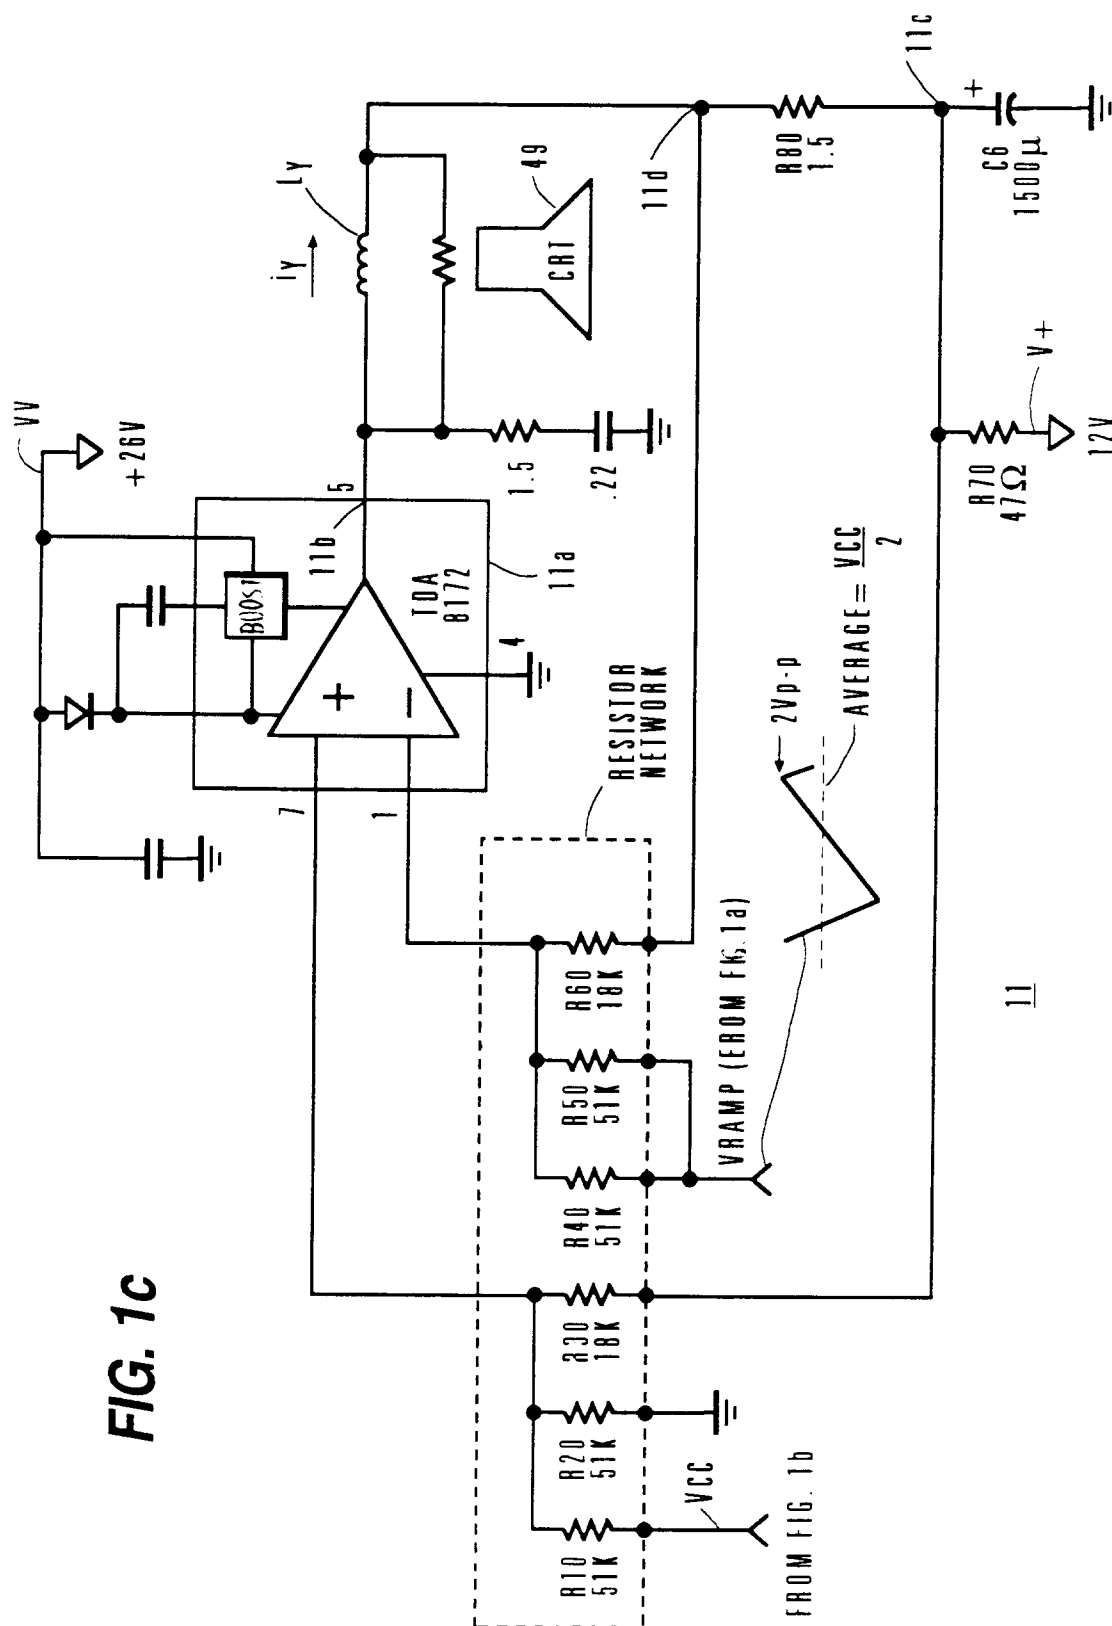 FIG. 1c
VV
+26V
BOOST
TDA
8172
11a
11b
5
7
1
4
iy
Ly
CRT
49
1.5
.22
11d
R80
1.5
11c
+
C6
1500μ
R70
47Ω
V+
12V
RESISTOR
NETWORK
R10
51K
R20
51K
R30
18K
R40
51K
R50
51K
R60
18K
VCC
FROM FIG. 1b
VRAMP (FROM FIG. 1a)
2Vp-p
AVERAGE = VCC
2
11
+
−